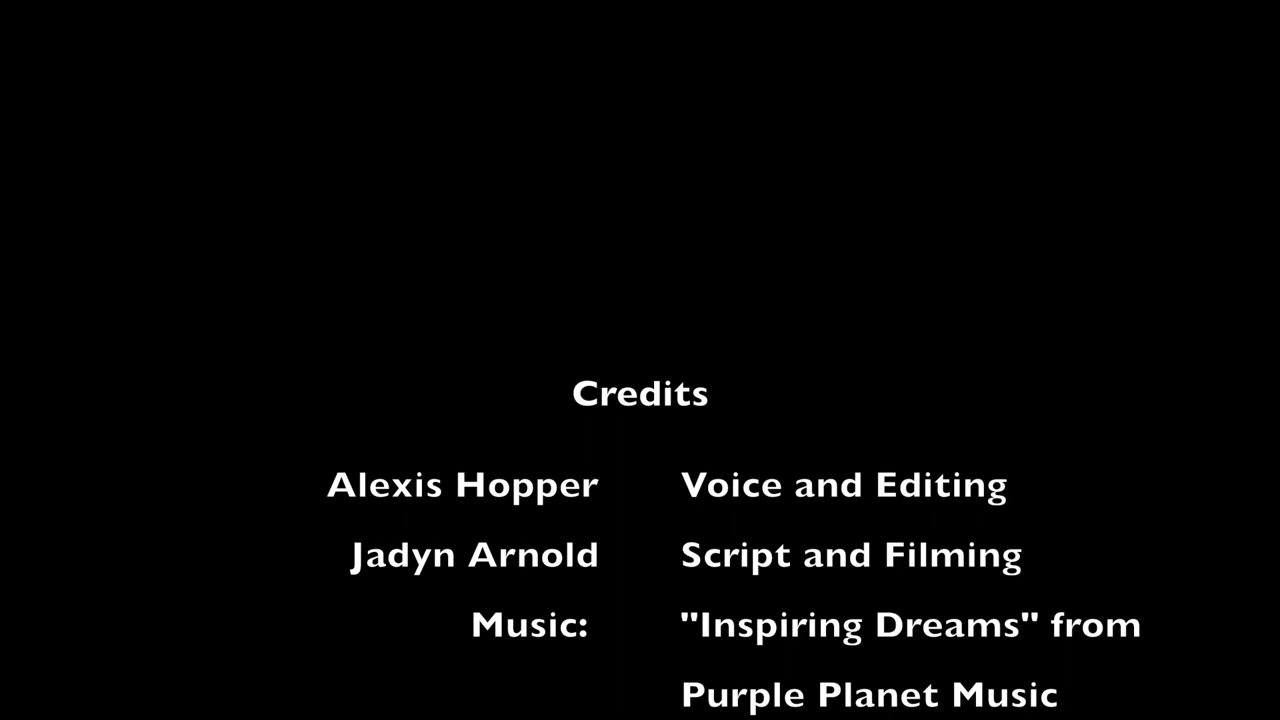 Credits
Alexis Hopper Voice and Editing
Jadyn Arnold Script and Filming
Music: "Inspiring Dreams" from
Purple Planet Music